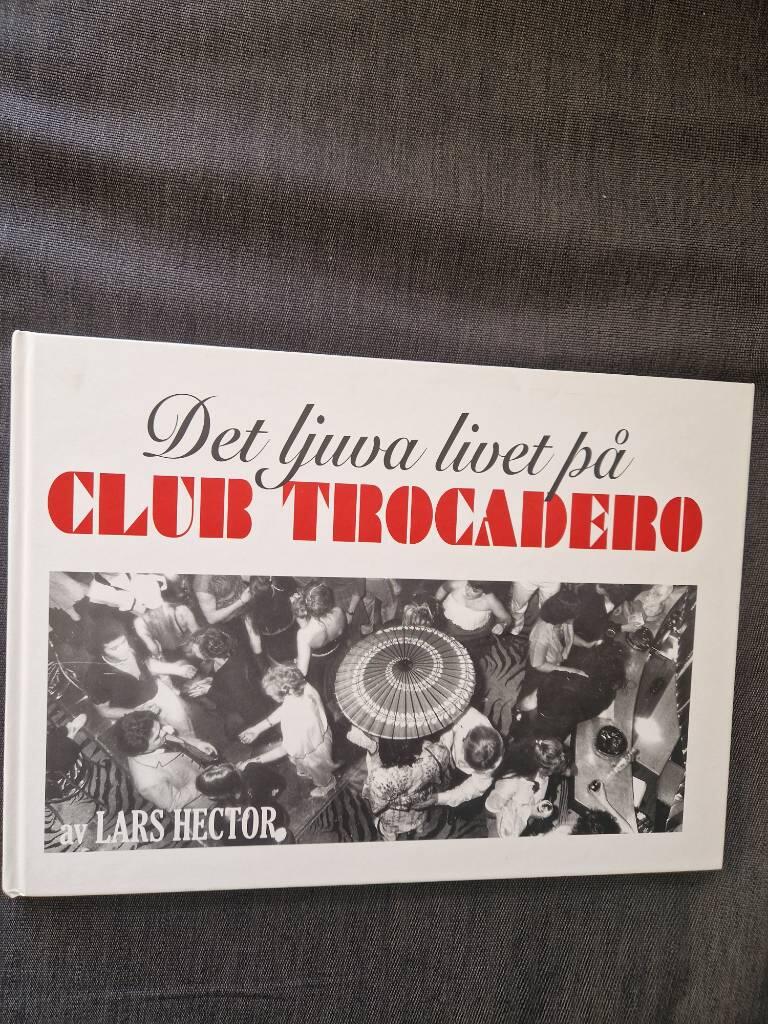 Det ljuva livet på
CLUB TROCADERO
av LARS HECTOR